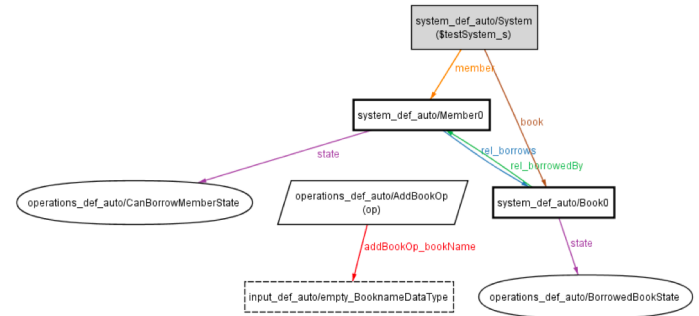 system_def_auto/System
($testSystem_s)
member
system_def_auto/Member0
book
rel_borrows
rel_borrowedBy
state
operations_def_auto/CanBorrowMemberState
operations_def_auto/AddBookOp
(op)
system_def_auto/Book0
addBookOp_bookName
state
input_def_auto/empty_BooknameDataType
operations_def_auto/BorrowedBookState